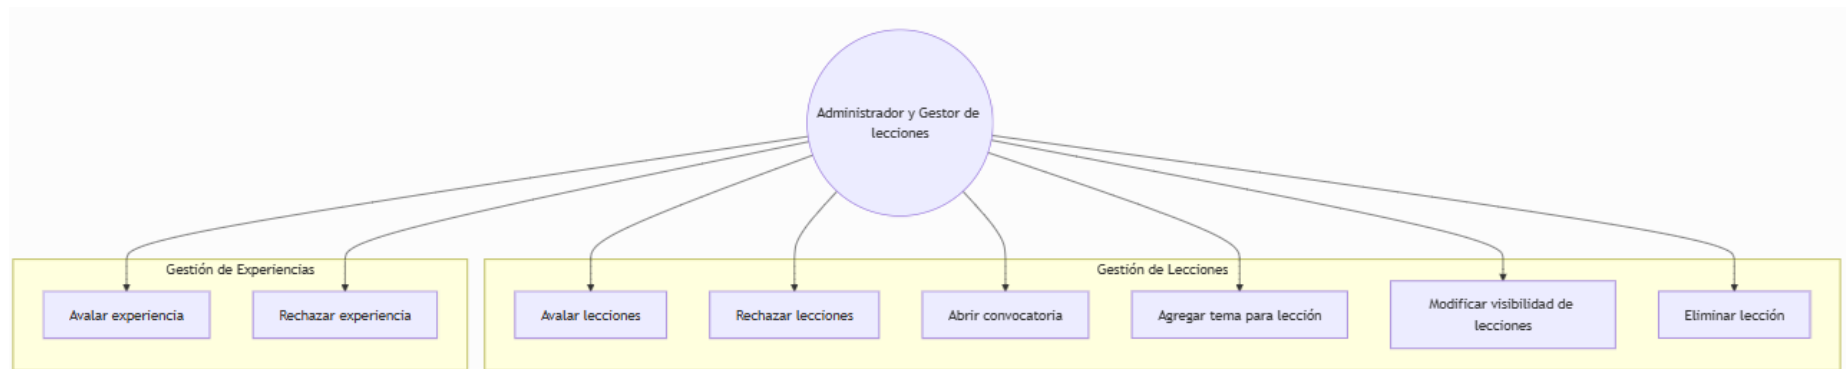 Administrador y Gestor de
lecciones
Gestión de Experiencias
Gestión de Lecciones
Avalar experiencia
Rechazar experiencia
Avalar lecciones
Rechazar lecciones
Abrir convocatoria
Agregar tema para lección
Modificar visibilidad de
lecciones
Eliminar lección